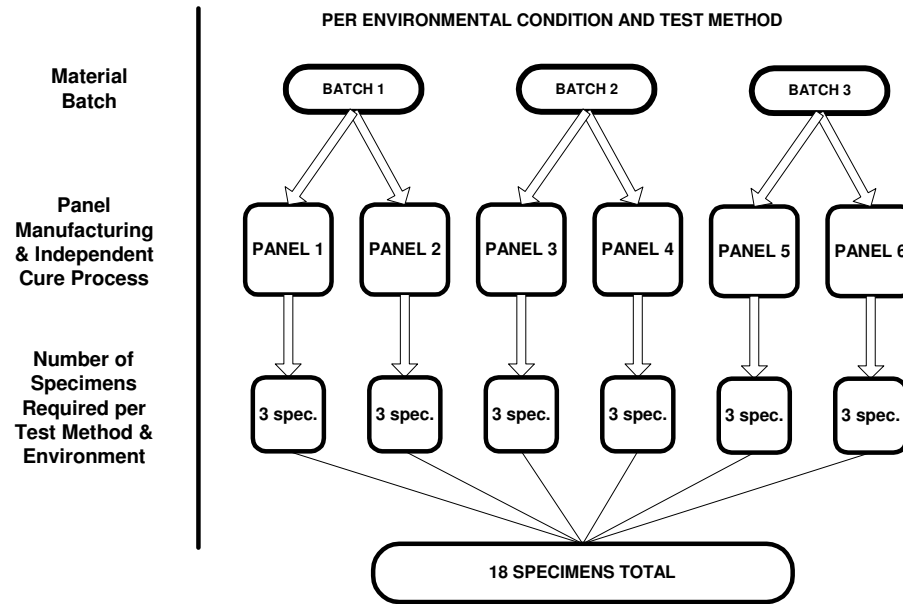 PER ENVIRONMENTAL CONDITION AND TEST METHOD
Material
Batch
BATCH 1
BATCH 2
BATCH 3
Panel
Manufacturing
& Independent
Cure Process
PANEL 1
PANEL 2
PANEL 3
PANEL 4
PANEL 5
PANEL 6
Number of
Specimens
Required per
Test Method &
Environment
3 spec.
3 spec.
3 spec.
3 spec.
3 spec.
3 spec.
18 SPECIMENS TOTAL